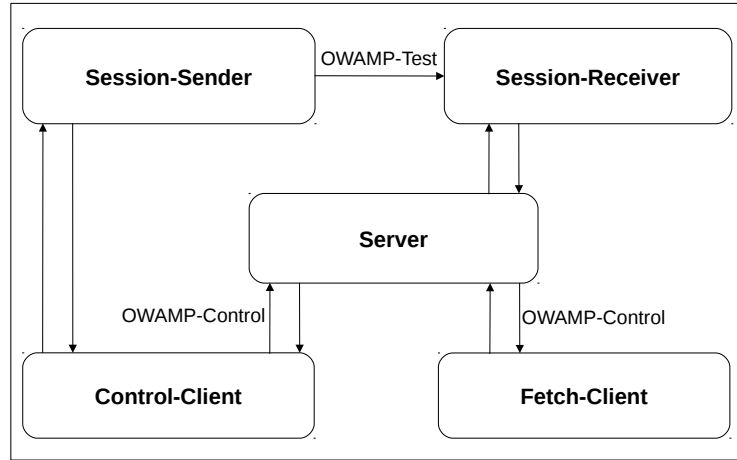 OWAMP-Test
Session-Sender
Session-Receiver
Server
OWAMP-Control
OWAMP-Control
Control-Client
Fetch-Client